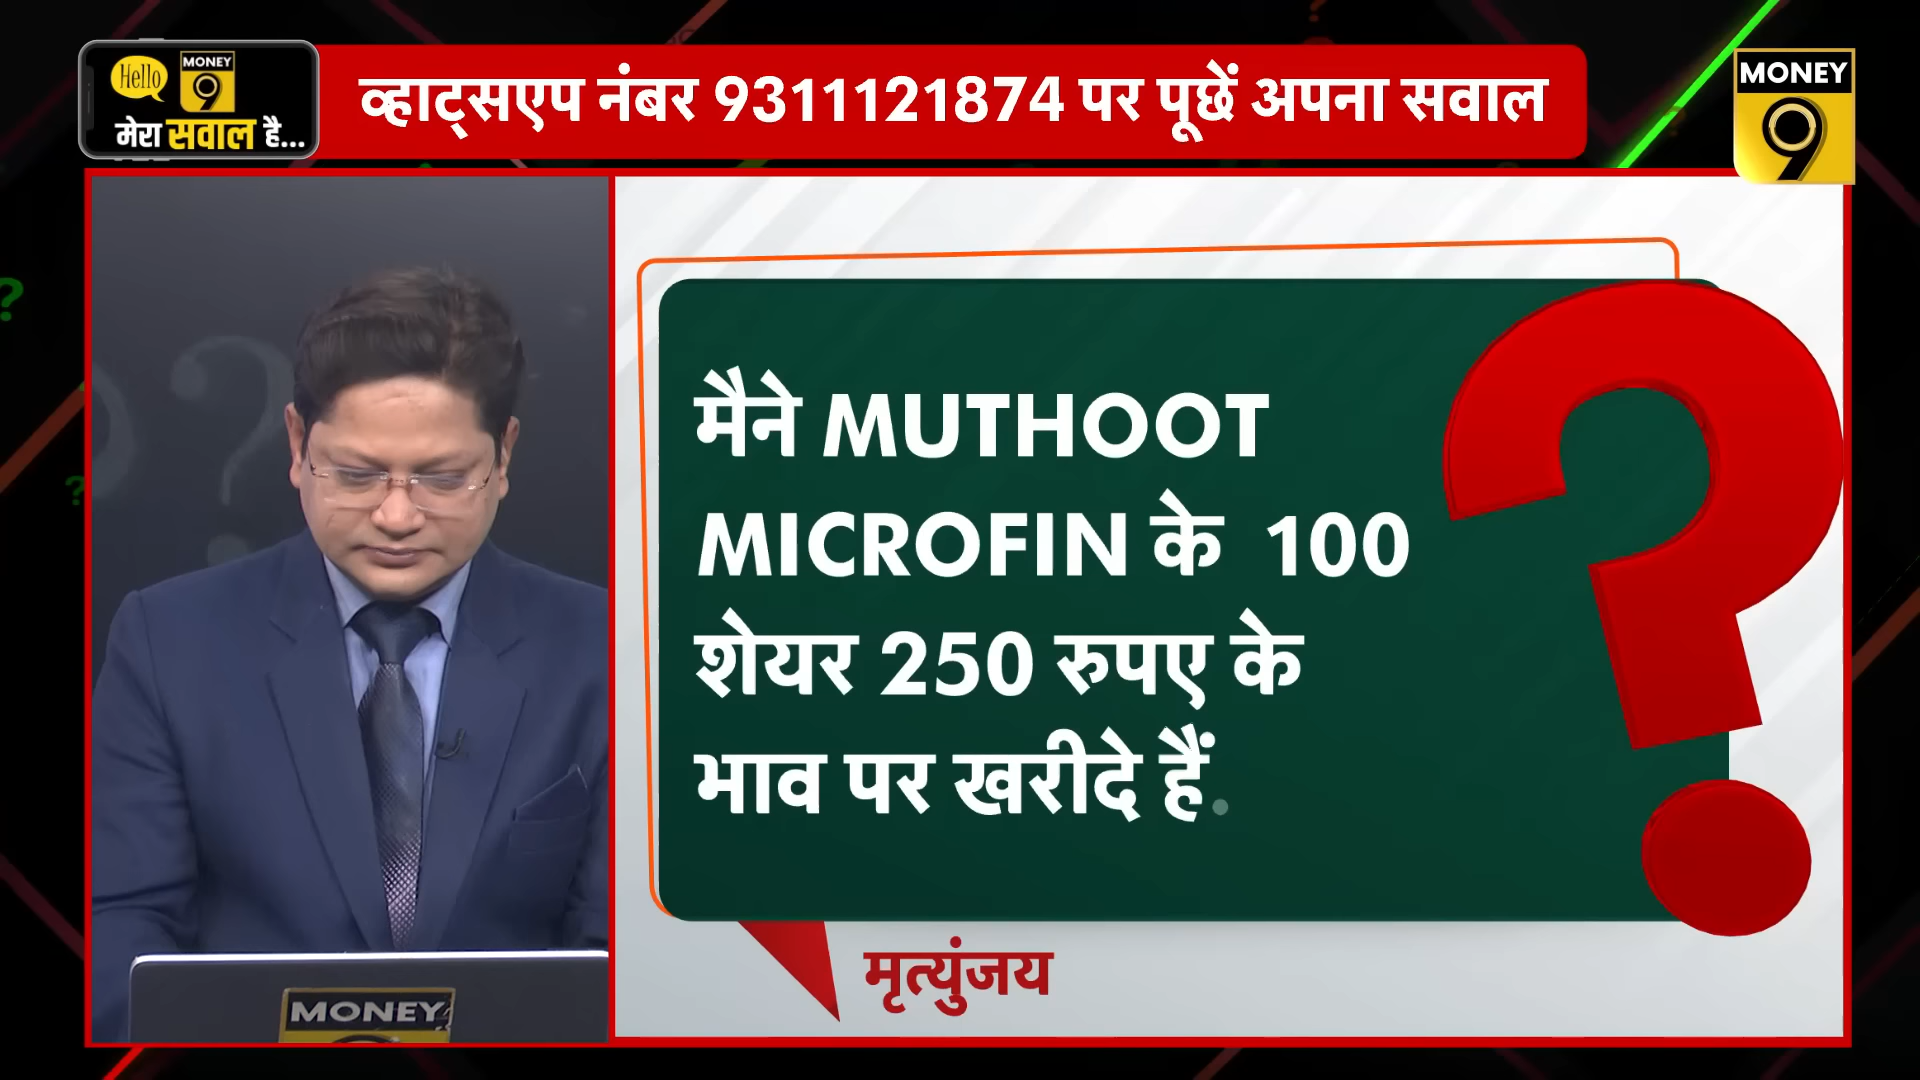 Hello
MONEY
9
मेरा सवाल है...
व्हाट्सएप नंबर 9311121874 पर पूछें अपना सवाल
MONEY
9
मैने MUTHOOT
MICROFIN के 100
शेयर 250 रुपए के
भाव पर खरीदे हैं.
?
मृत्युंजय
MONEY